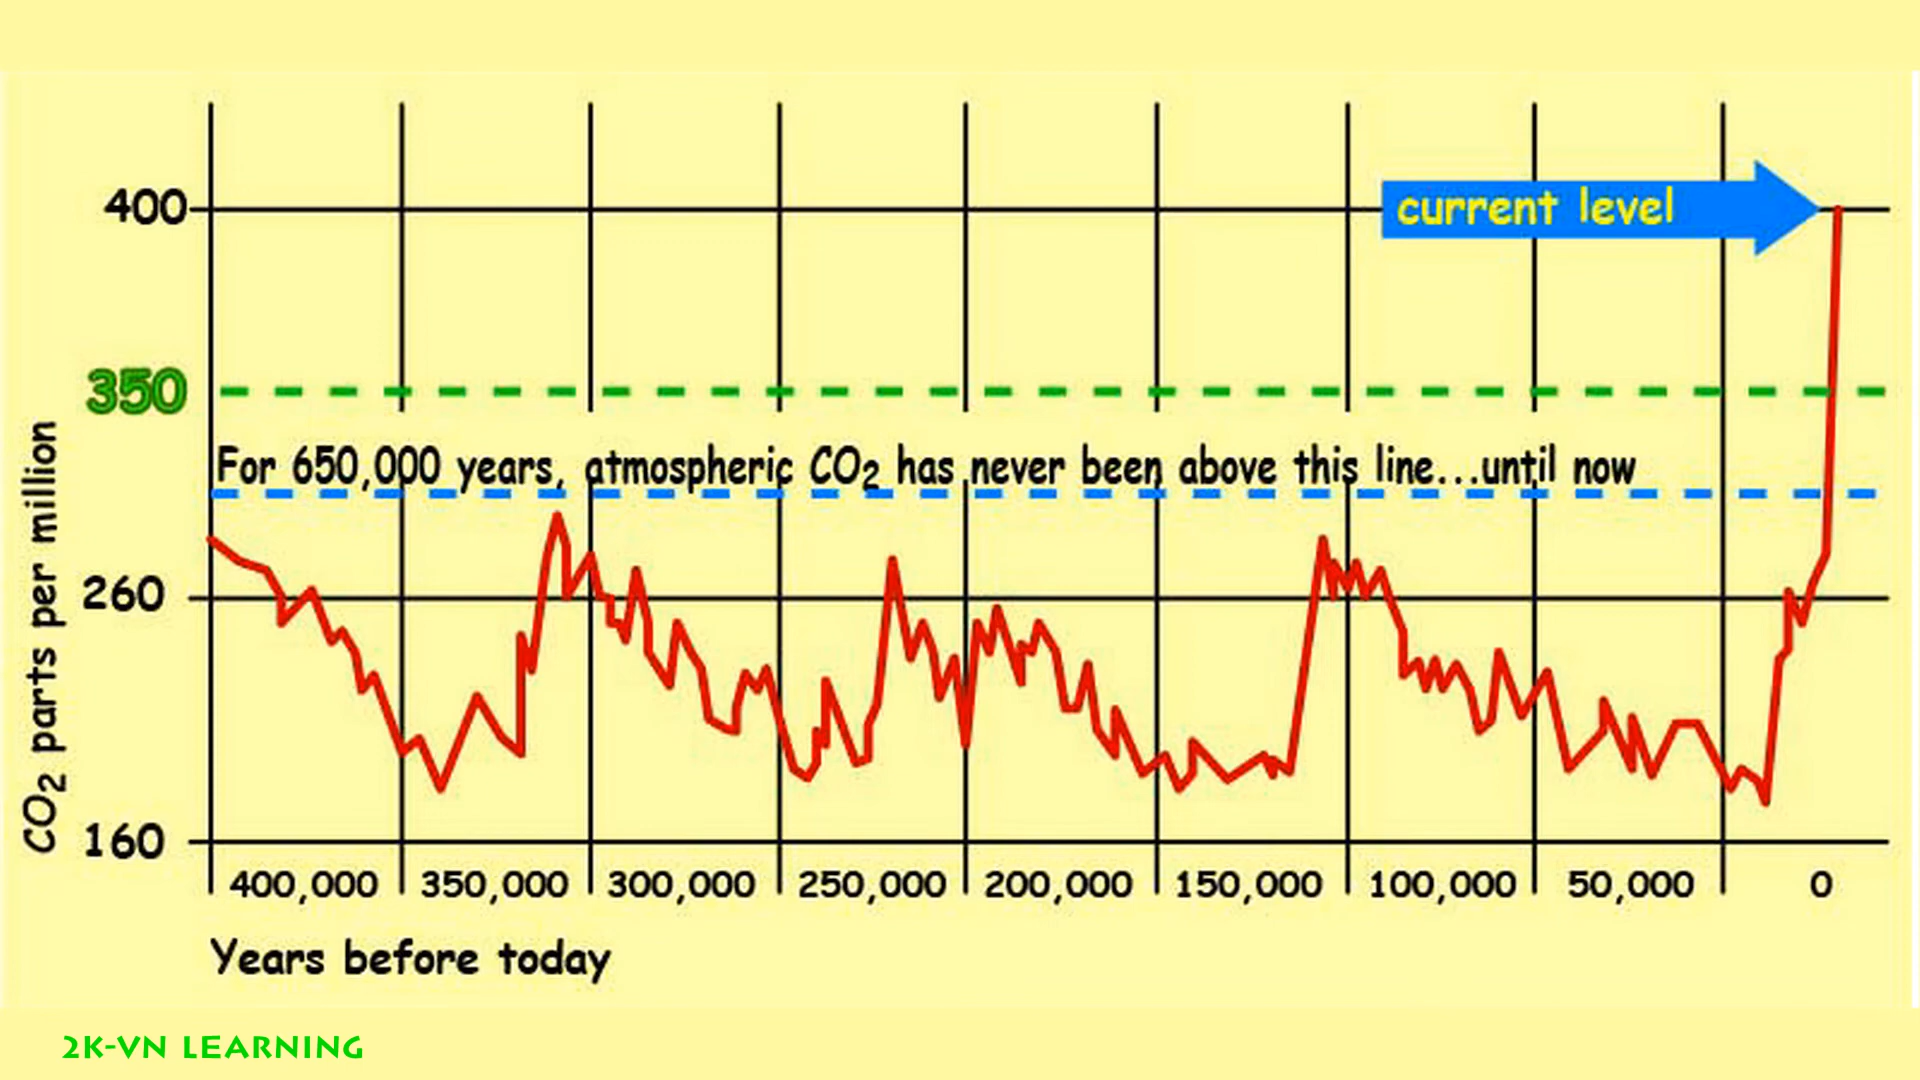 400
current level
350
For 650,000 years, atmospheric CO2 has never been above this line...until now
CO2 parts per million
260
160
400,000 350,000 300,000 250,000 200,000 150,000 100,000 50,000 0
Years before today
2K-VN LEARNING